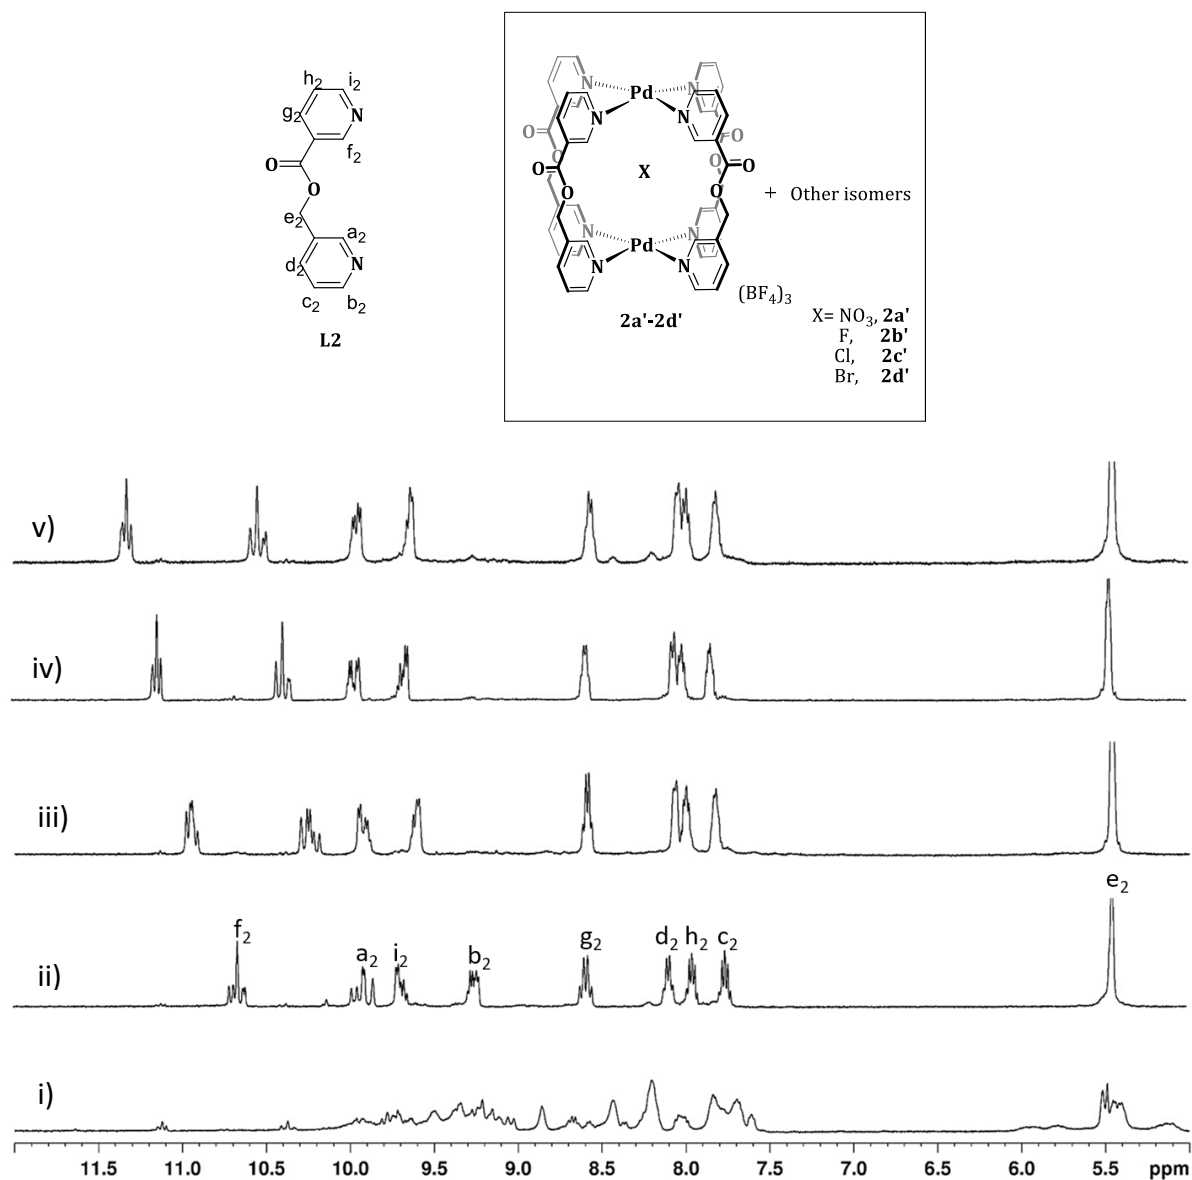 h₂
i₂
g₂
N
f₂
O
O
e₂
a₂
d₂
N
c₂
b₂
L2
N
Pd
N
N
N
O
O
O
O
O
O
O
O
X
+ Other isomers
N
Pd
N
N
N
(BF₄)₃
2a'-2d'
X= NO₃, 2a'
F, 2b'
Cl, 2c'
Br, 2d'
v)
iv)
iii)
e₂
ii)
f₂ a₂ i₂ b₂ g₂ d₂ h₂ c₂
i)
11.5 11.0 10.5 10.0 9.5 9.0 8.5 8.0 7.5 7.0 6.5 6.0 5.5 ppm